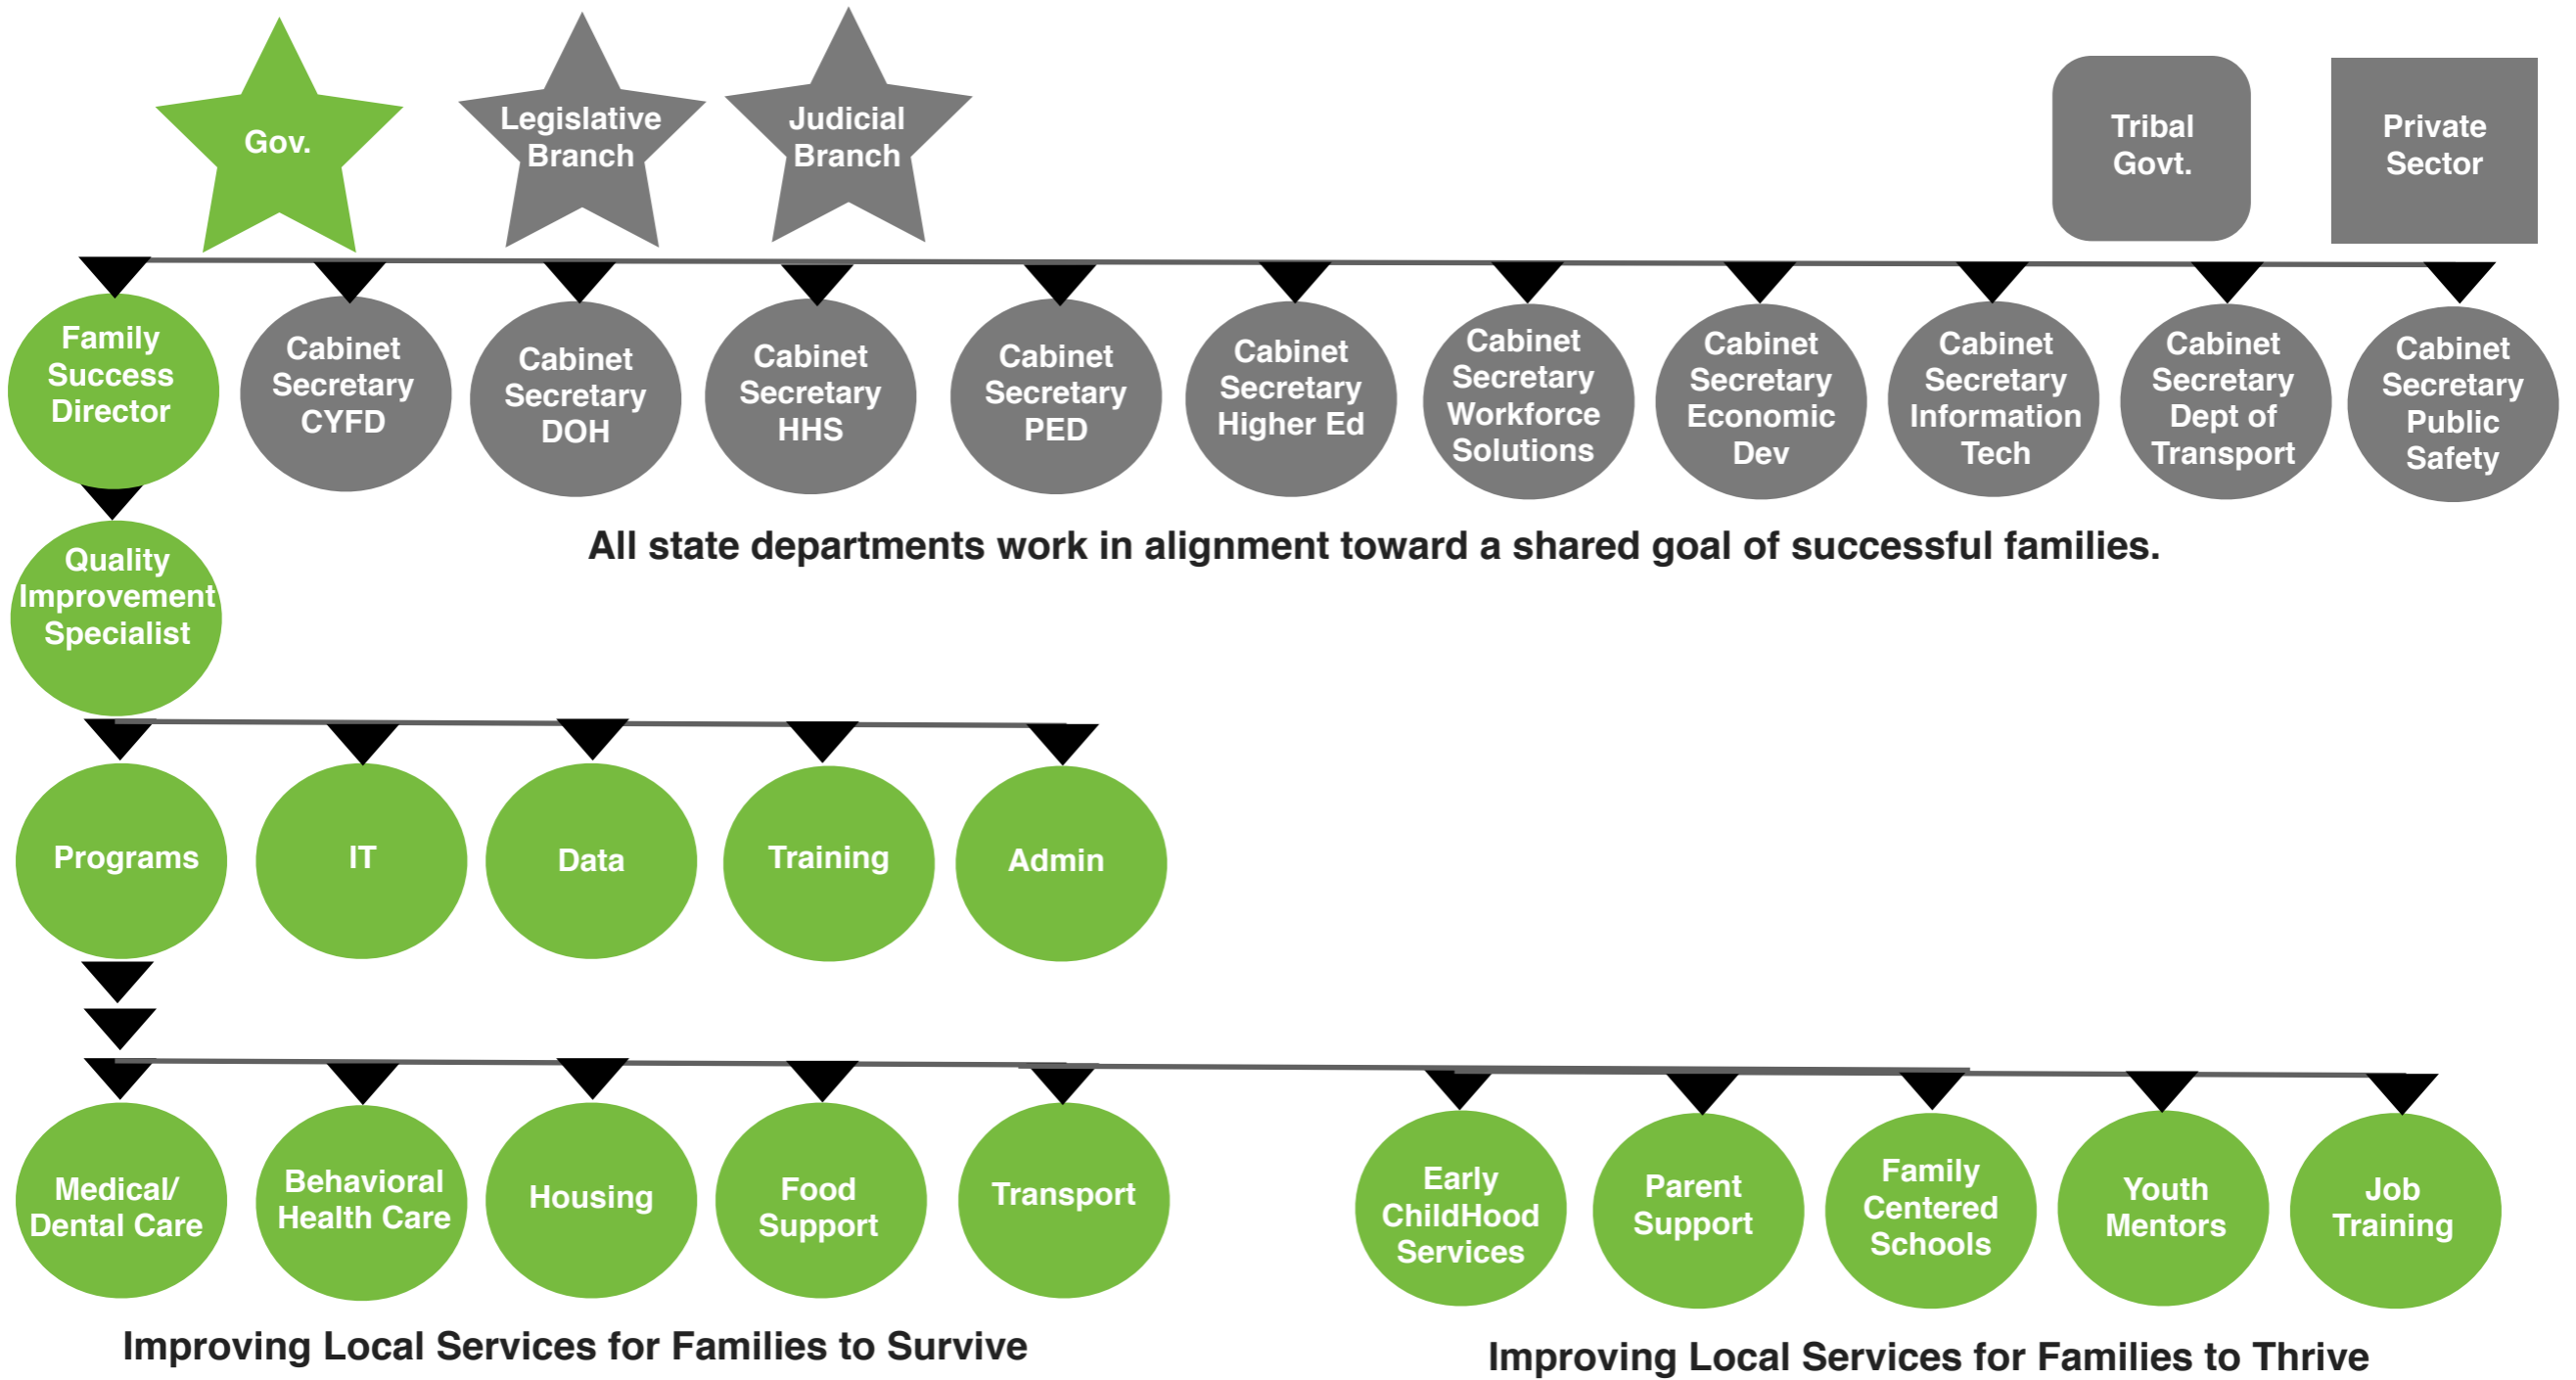 Gov.
Legislative
Branch
Judicial
Branch
Tribal
Govt.
Private
Sector
Family
Success
Director
Cabinet
Secretary
CYFD
Cabinet
Secretary
DOH
Cabinet
Secretary
HHS
Cabinet
Secretary
PED
Cabinet
Secretary
Higher Ed
Cabinet
Secretary
Workforce
Solutions
Cabinet
Secretary
Economic
Dev
Cabinet
Secretary
Information
Tech
Cabinet
Secretary
Dept of
Transport
Cabinet
Secretary
Public
Safety
All state departments work in alignment toward a shared goal of successful families.
Quality
Improvement
Specialist
Programs
IT
Data
Training
Admin
Medical/
Dental Care
Behavioral
Health Care
Housing
Food
Support
Transport
Early
ChildHood
Services
Parent
Support
Family
Centered
Schools
Youth
Mentors
Job
Training
Improving Local Services for Families to Survive
Improving Local Services for Families to Thrive